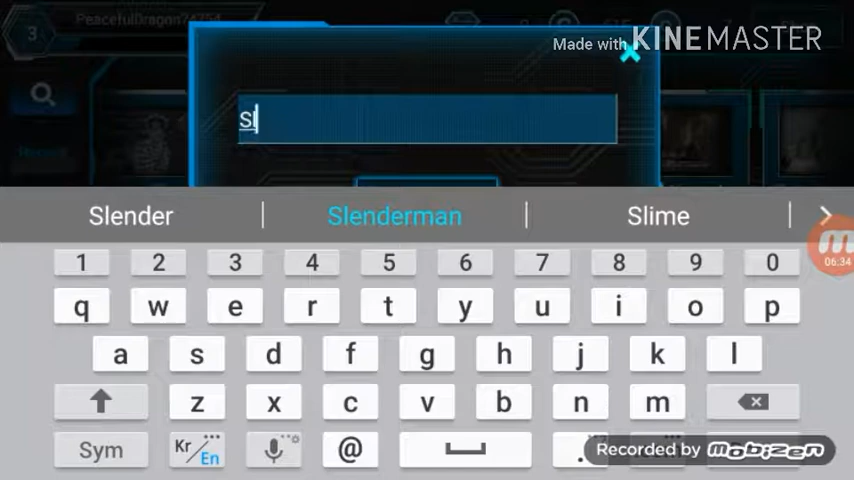 3
PeacefulDragon74754
Made with KINEMASTER
Sl
Slender
Slenderman
Slime
06:34
1 2 3 4 5 6 7 8 9 0
q w e r t y u i o p
a s d f g h j k l
z x c v b n m
Sym
Kr/En
@
.
Recorded by mobizen